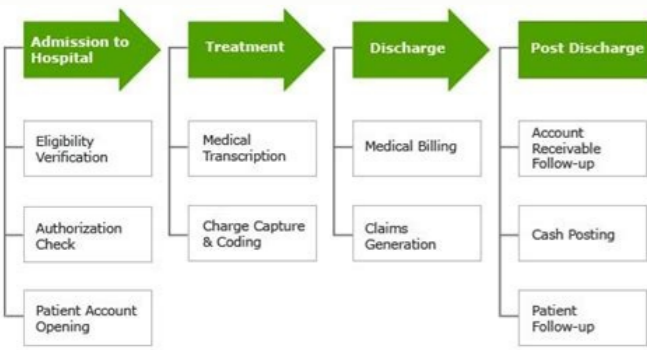 Admission to
Hospital
Treatment
Discharge
Post Discharge
Eligibility
Verification
Medical
Transcription
Medical Billing
Account
Receivable
Follow-up
Authorization
Check
Charge Capture
& Coding
Claims
Generation
Cash Posting
Patient Account
Opening
Patient
Follow-up